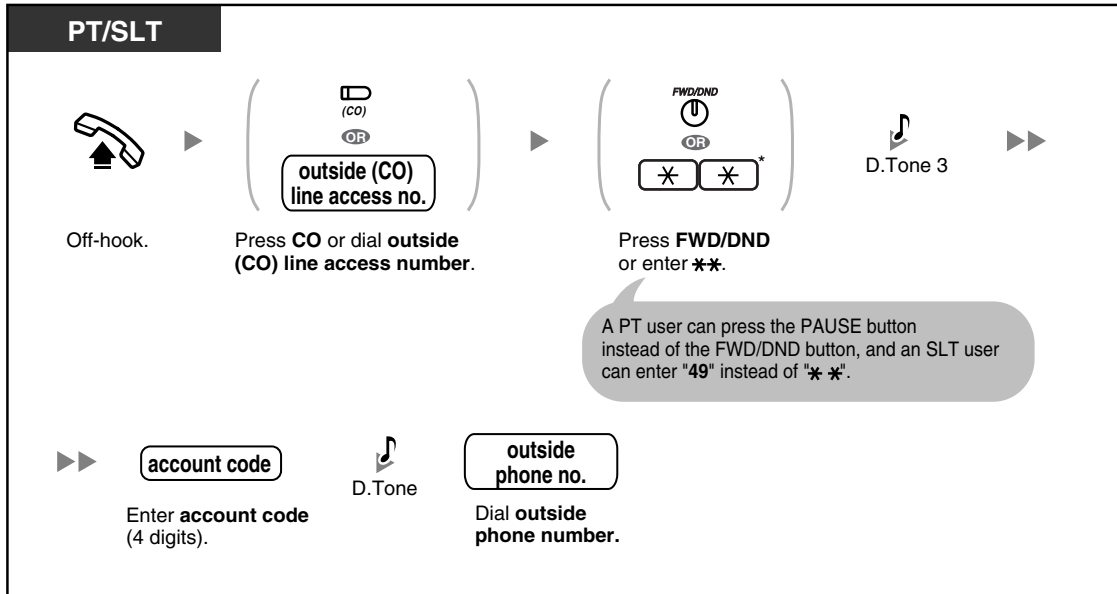 PT/SLT
(CO)
OR
outside (CO)
line access no.
FWD/DND
OR
✳ ✳ *
D.Tone 3
Off-hook.
Press CO or dial outside
(CO) line access number.
Press FWD/DND
or enter ✳✳.
A PT user can press the PAUSE button
instead of the FWD/DND button, and an SLT user
can enter "49" instead of "✳ ✳".
account code
D.Tone
outside
phone no.
Enter account code
(4 digits).
Dial outside
phone number.